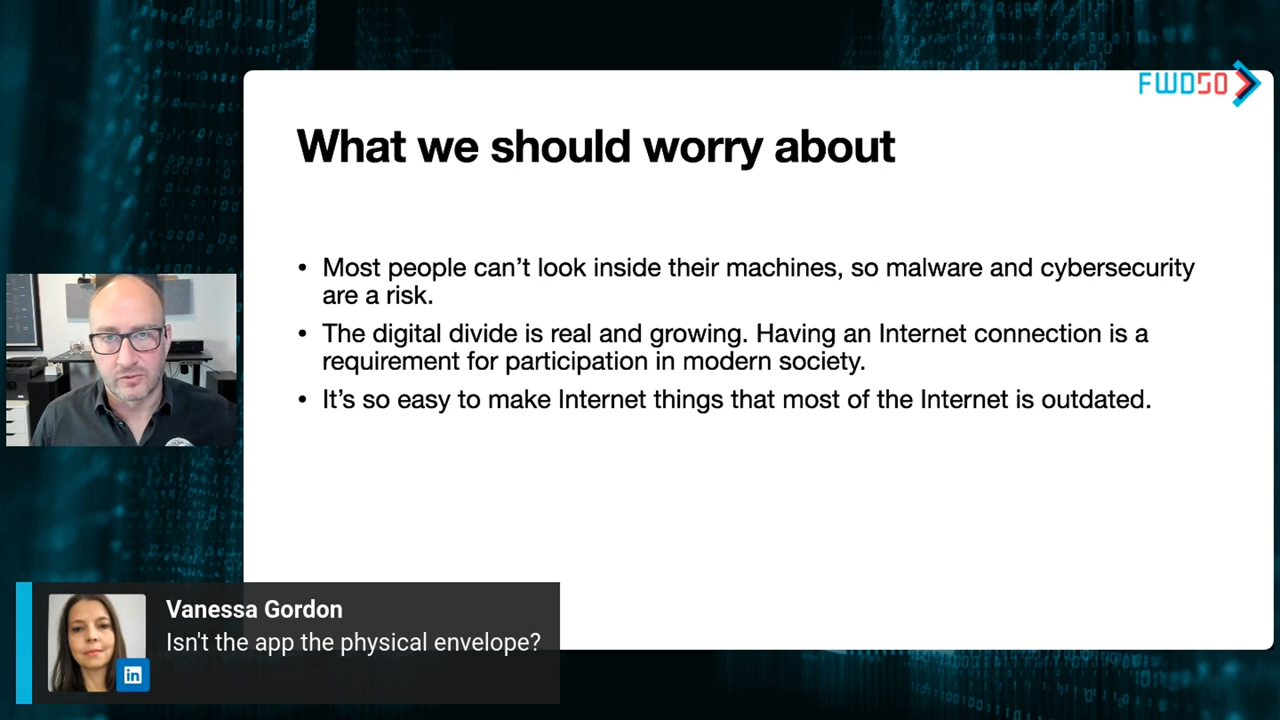 FWD50
What we should worry about
• Most people can’t look inside their machines, so malware and cybersecurity
are a risk.
• The digital divide is real and growing. Having an Internet connection is a
requirement for participation in modern society.
• It’s so easy to make Internet things that most of the Internet is outdated.
Vanessa Gordon
Isn't the app the physical envelope?
in